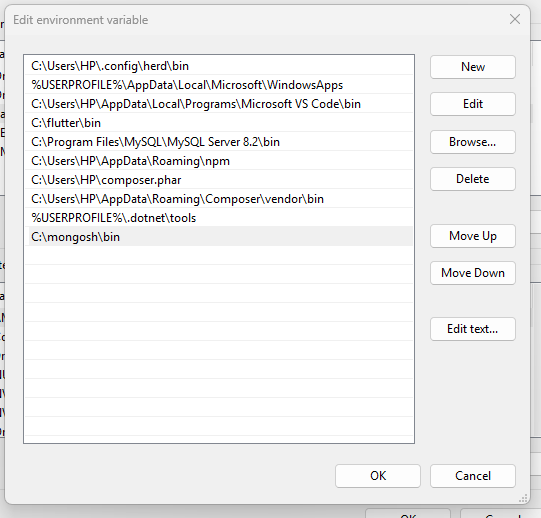 Edit environment variable
C:\Users\HP\.config\herd\bin
%USERPROFILE%\AppData\Local\Microsoft\WindowsApps
C:\Users\HP\AppData\Local\Programs\Microsoft VS Code\bin
C:\flutter\bin
C:\Program Files\MySQL\MySQL Server 8.2\bin
C:\Users\HP\AppData\Roaming\npm
C:\Users\HP\composer.phar
C:\Users\HP\AppData\Roaming\Composer\vendor\bin
%USERPROFILE%\.dotnet\tools
C:\mongosh\bin
New
Edit
Browse...
Delete
Move Up
Move Down
Edit text...
OK
Cancel